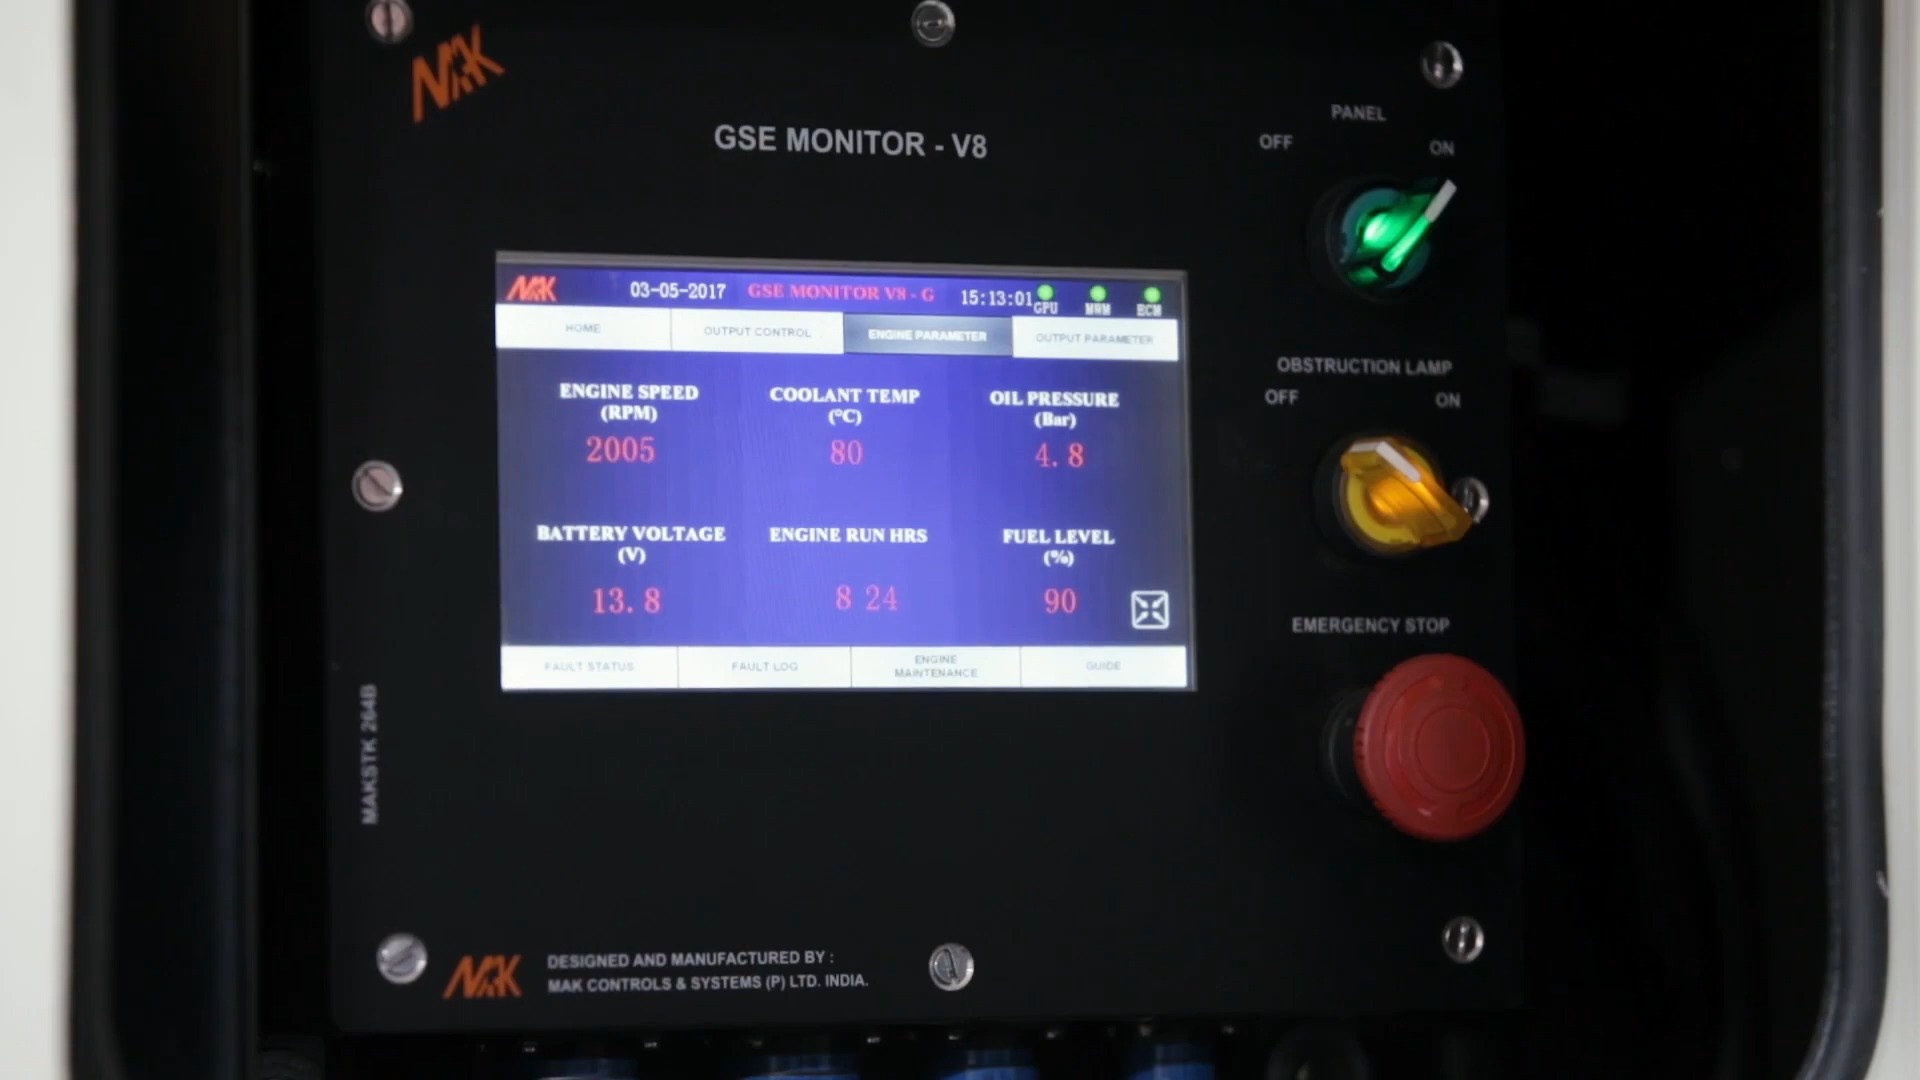 MAK
GSE MONITOR - V8
PANEL
OFF
ON
MAK
03-05-2017
GSE MONITOR V8 - G
15:13:01
GPU
MWM
ECM
HOME
OUTPUT CONTROL
ENGINE PARAMETER
OUTPUT PARAMETER
ENGINE SPEED
(RPM)
2005
COOLANT TEMP
(°C)
80
OIL PRESSURE
(Bar)
4.8
BATTERY VOLTAGE
(V)
13.8
ENGINE RUN HRS
8 24
FUEL LEVEL
(%)
90
FAULT STATUS
FAULT LOG
ENGINE
MAINTENANCE
GUIDE
OBSTRUCTION LAMP
OFF
ON
EMERGENCY STOP
MAKSTK 264B
MAK
DESIGNED AND MANUFACTURED BY :
MAK CONTROLS & SYSTEMS (P) LTD. INDIA.